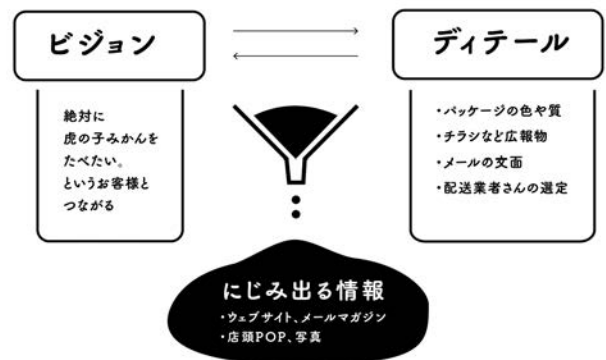 ビジョン
絶対に
虎の子みかんを
たべたい。
というお客様と
つながる
ディテール
・パッケージの色や質
・チラシなど広報物
・メールの文面
・配送業者さんの選定
にじみ出る情報
・ウェブサイト、メールマガジン
・店頭POP、写真